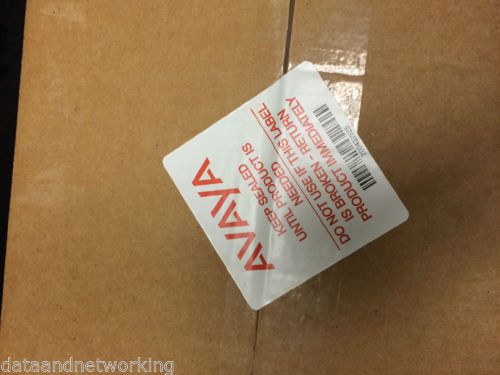 AVAYA
KEEP SEALED
UNTIL PRODUCT IS
NEEDED
DO NOT USE IF THIS LABEL
IS BROKEN - RETURN
PRODUCT IMMEDIATELY
dataandnetworking